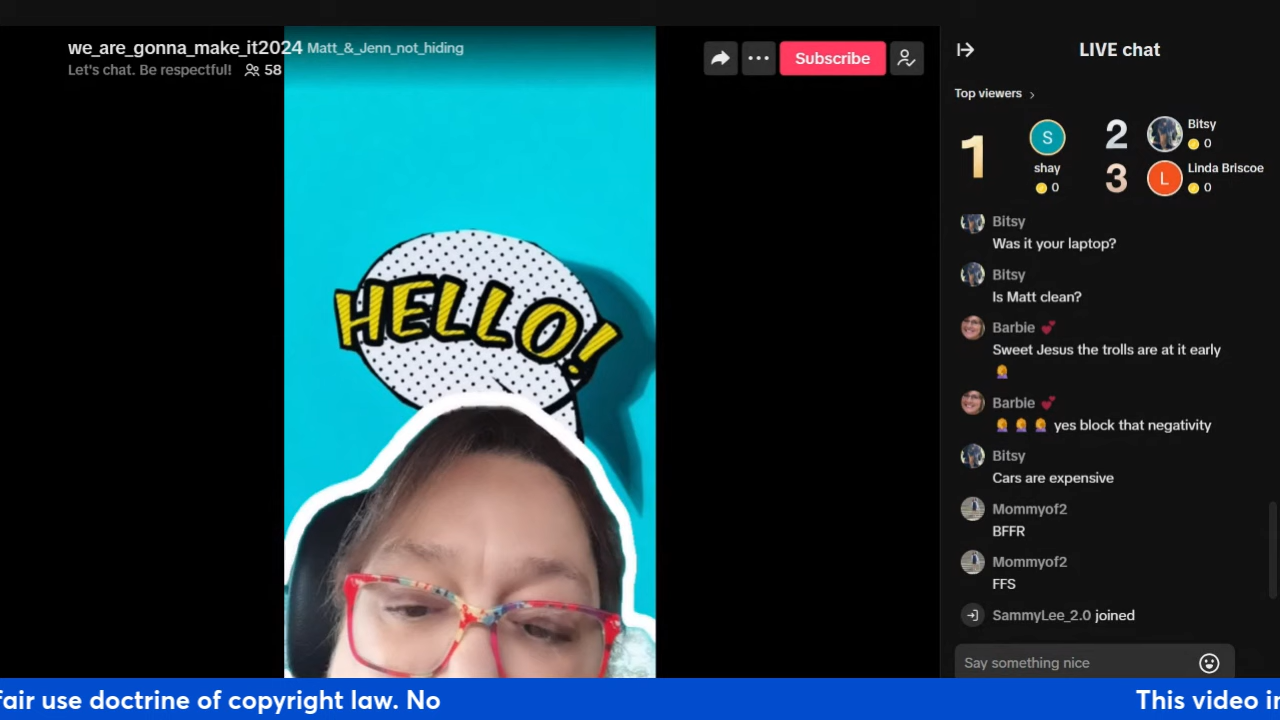 we_are_gonna_make_it2024 Matt_&_Jenn_not_hiding
Let's chat. Be respectful! 58
Subscribe
HELLO!
LIVE chat
Top viewers
1
S
shay
0
2
Bitsy
0
3
L
Linda Briscoe
0
Bitsy
Was it your laptop?
Bitsy
Is Matt clean?
Barbie 💕
Sweet Jesus the trolls are at it early
🤦‍♀️
Barbie 💕
🤦‍♀️ 🤦‍♀️ 🤦‍♀️ yes block that negativity
Bitsy
Cars are expensive
Mommyof2
BFFR
Mommyof2
FFS
SammyLee_2.0 joined
Say something nice
fair use doctrine of copyright law. No
This video in